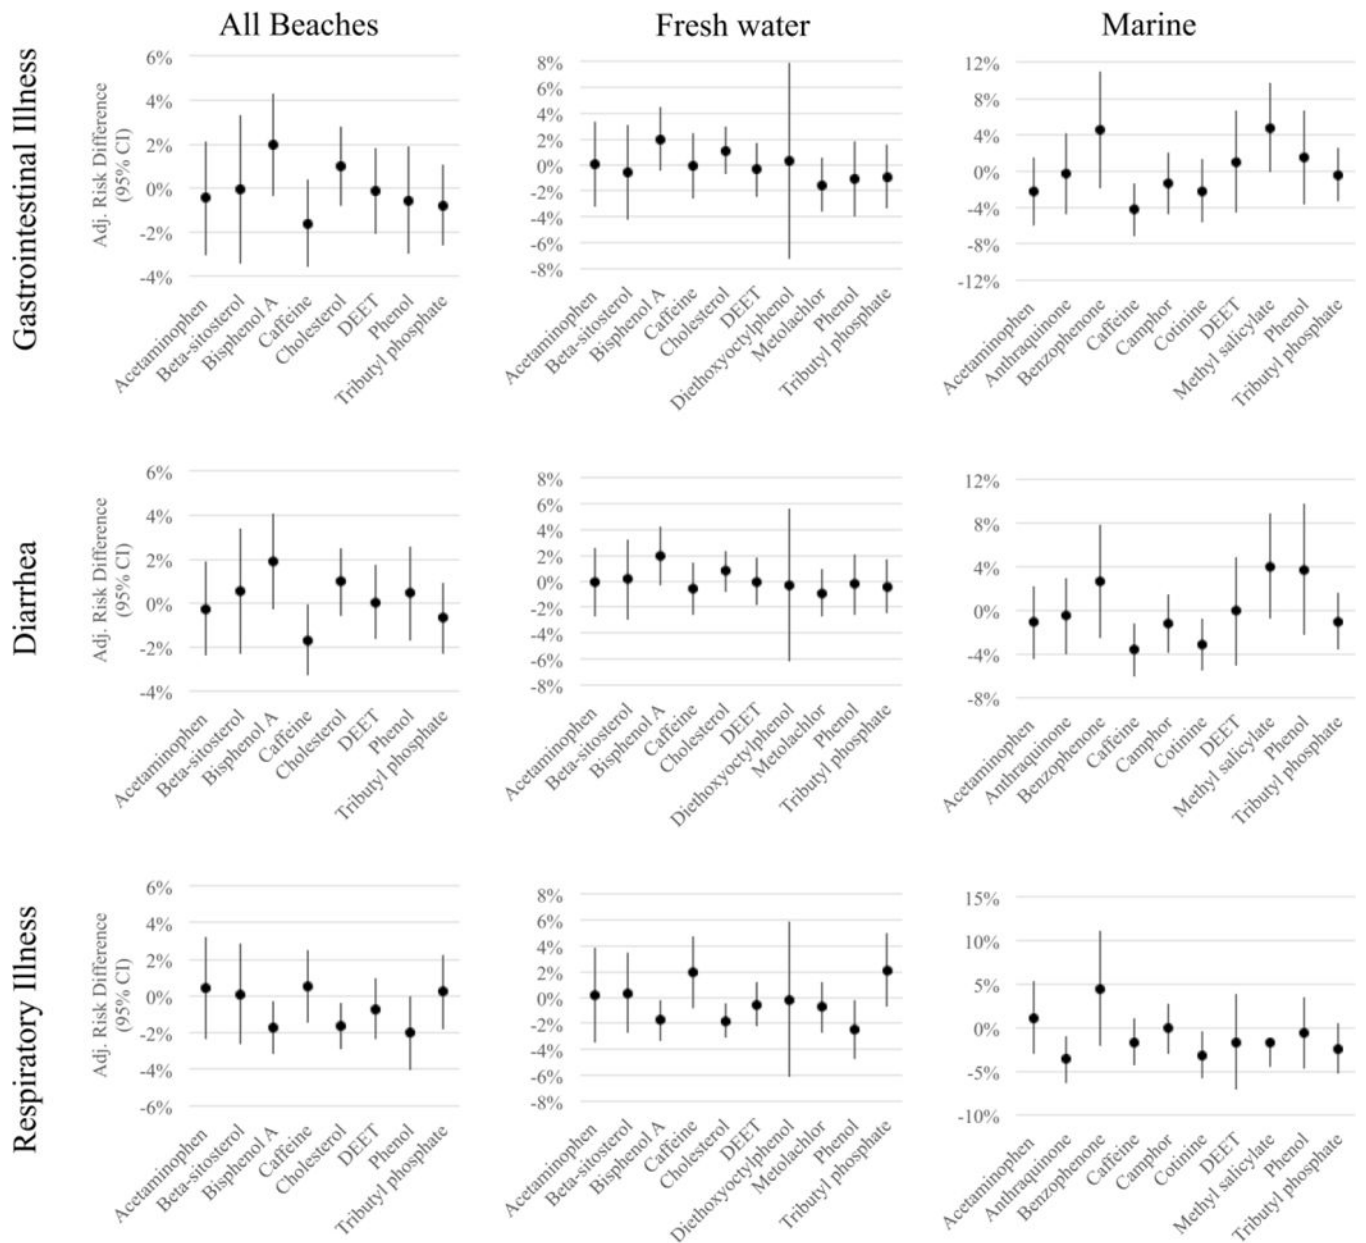 All Beaches
Fresh water
Marine
Gastrointestinal Illness
Adj. Risk Difference
(95% CI)
6%
4%
2%
0%
-2%
-4%
Acetaminophen
Beta-sitosterol
Bisphenol A
Caffeine
Cholesterol
DEET
Phenol
Tributyl phosphate
8%
6%
4%
2%
0%
-2%
-4%
-6%
-8%
Acetaminophen
Beta-sitosterol
Bisphenol A
Caffeine
Cholesterol
DEET
Diethoxyoctylphenol
Metolachlor
Phenol
Tributyl phosphate
12%
8%
4%
0%
-4%
-8%
-12%
Acetaminophen
Anthraquinone
Benzophenone
Caffeine
Camphor
Cotinine
DEET
Methyl salicylate
Phenol
Tributyl phosphate
Diarrhea
Adj. Risk Difference
(95% CI)
6%
4%
2%
0%
-2%
-4%
Acetaminophen
Beta-sitosterol
Bisphenol A
Caffeine
Cholesterol
DEET
Phenol
Tributyl phosphate
8%
6%
4%
2%
0%
-2%
-4%
-6%
-8%
Acetaminophen
Beta-sitosterol
Bisphenol A
Caffeine
Cholesterol
DEET
Diethoxyoctylphenol
Metolachlor
Phenol
Tributyl phosphate
12%
8%
4%
0%
-4%
-8%
Acetaminophen
Anthraquinone
Benzophenone
Caffeine
Camphor
Cotinine
DEET
Methyl salicylate
Phenol
Tributyl phosphate
Respiratory Illness
Adj. Risk Difference
(95% CI)
6%
4%
2%
0%
-2%
-4%
-6%
Acetaminophen
Beta-sitosterol
Bisphenol A
Caffeine
Cholesterol
DEET
Phenol
Tributyl phosphate
8%
6%
4%
2%
0%
-2%
-4%
-6%
-8%
Acetaminophen
Beta-sitosterol
Bisphenol A
Caffeine
Cholesterol
DEET
Diethoxyoctylphenol
Metolachlor
Phenol
Tributyl phosphate
15%
10%
5%
0%
-5%
-10%
Acetaminophen
Anthraquinone
Benzophenone
Caffeine
Camphor
Cotinine
DEET
Methyl salicylate
Phenol
Tributyl phosphate